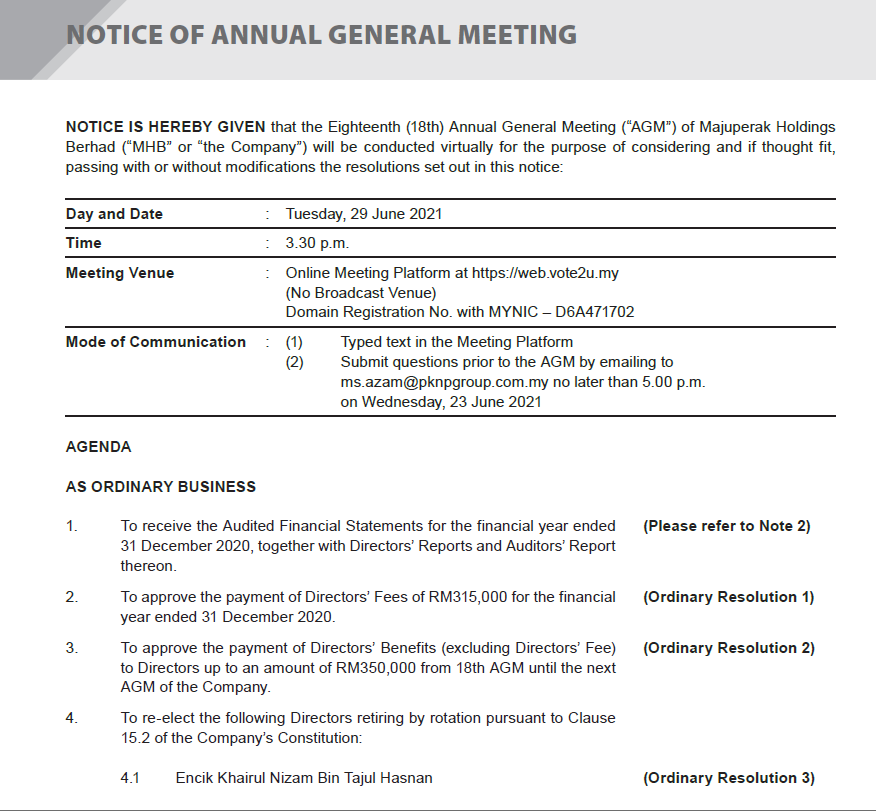 NOTICE OF ANNUAL GENERAL MEETING
NOTICE IS HEREBY GIVEN that the Eighteenth (18th) Annual General Meeting (“AGM”) of Majuperak Holdings
Berhad (“MHB” or “the Company”) will be conducted virtually for the purpose of considering and if thought fit,
passing with or without modifications the resolutions set out in this notice:
Day and Date : Tuesday, 29 June 2021
Time : 3.30 p.m.
Meeting Venue : Online Meeting Platform at https://web.vote2u.my
(No Broadcast Venue)
Domain Registration No. with MYNIC – D6A471702
Mode of Communication : (1) Typed text in the Meeting Platform
(2) Submit questions prior to the AGM by emailing to
ms.azam@pknpgroup.com.my no later than 5.00 p.m.
on Wednesday, 23 June 2021
AGENDA
AS ORDINARY BUSINESS
1. To receive the Audited Financial Statements for the financial year ended (Please refer to Note 2)
31 December 2020, together with Directors’ Reports and Auditors’ Report
thereon.
2. To approve the payment of Directors’ Fees of RM315,000 for the financial (Ordinary Resolution 1)
year ended 31 December 2020.
3. To approve the payment of Directors’ Benefits (excluding Directors’ Fee) (Ordinary Resolution 2)
to Directors up to an amount of RM350,000 from 18th AGM until the next
AGM of the Company.
4. To re-elect the following Directors retiring by rotation pursuant to Clause
15.2 of the Company’s Constitution:
4.1 Encik Khairul Nizam Bin Tajul Hasnan (Ordinary Resolution 3)